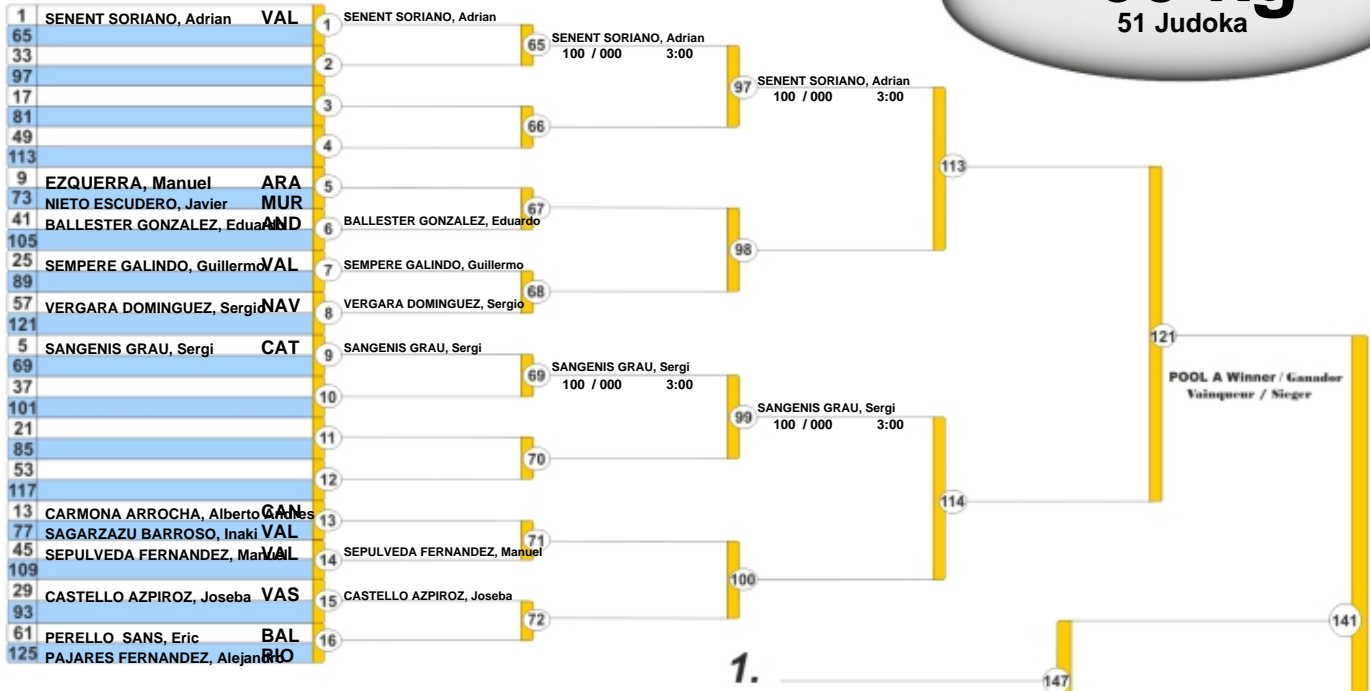 51 Judoka
1 SENENT SORIANO, Adrian VAL
65
33
97
17
81
49
113
9 EZQUERRA, Manuel ARA
73 NIETO ESCUDERO, Javier MUR
41 BALLESTER GONZALEZ, Eduardo AND
105
25 SEMPERE GALINDO, Guillermo VAL
89
57 VERGARA DOMINGUEZ, Sergio NAV
121
5 SANGENIS GRAU, Sergi CAT
69
37
101
21
85
53
117
13 CARMONA ARROCHA, Alberto Andres CAN
77 SAGARZAZU BARROSO, Inaki VAL
45 SEPULVEDA FERNANDEZ, Manuel VAL
109
29 CASTELLO AZPIROZ, Joseba VAS
93
61 PERELLO SANS, Eric BAL
125 PAJARES FERNANDEZ, Alejandro RIO
1 SENENT SORIANO, Adrian
2
3
4
5
6 BALLESTER GONZALEZ, Eduardo
7 SEMPERE GALINDO, Guillermo
8 VERGARA DOMINGUEZ, Sergio
9 SANGENIS GRAU, Sergi
10
11
12
13
14 SEPULVEDA FERNANDEZ, Manuel
15 CASTELLO AZPIROZ, Joseba
16
65 SENENT SORIANO, Adrian
100 / 000 3:00
66
67
68
69 SANGENIS GRAU, Sergi
100 / 000 3:00
70
71
72
97 SENENT SORIANO, Adrian
100 / 000 3:00
98
99 SANGENIS GRAU, Sergi
100 / 000 3:00
100
113
114
121
POOL A Winner / Ganador
Vainqueur / Sieger
141
1.
147